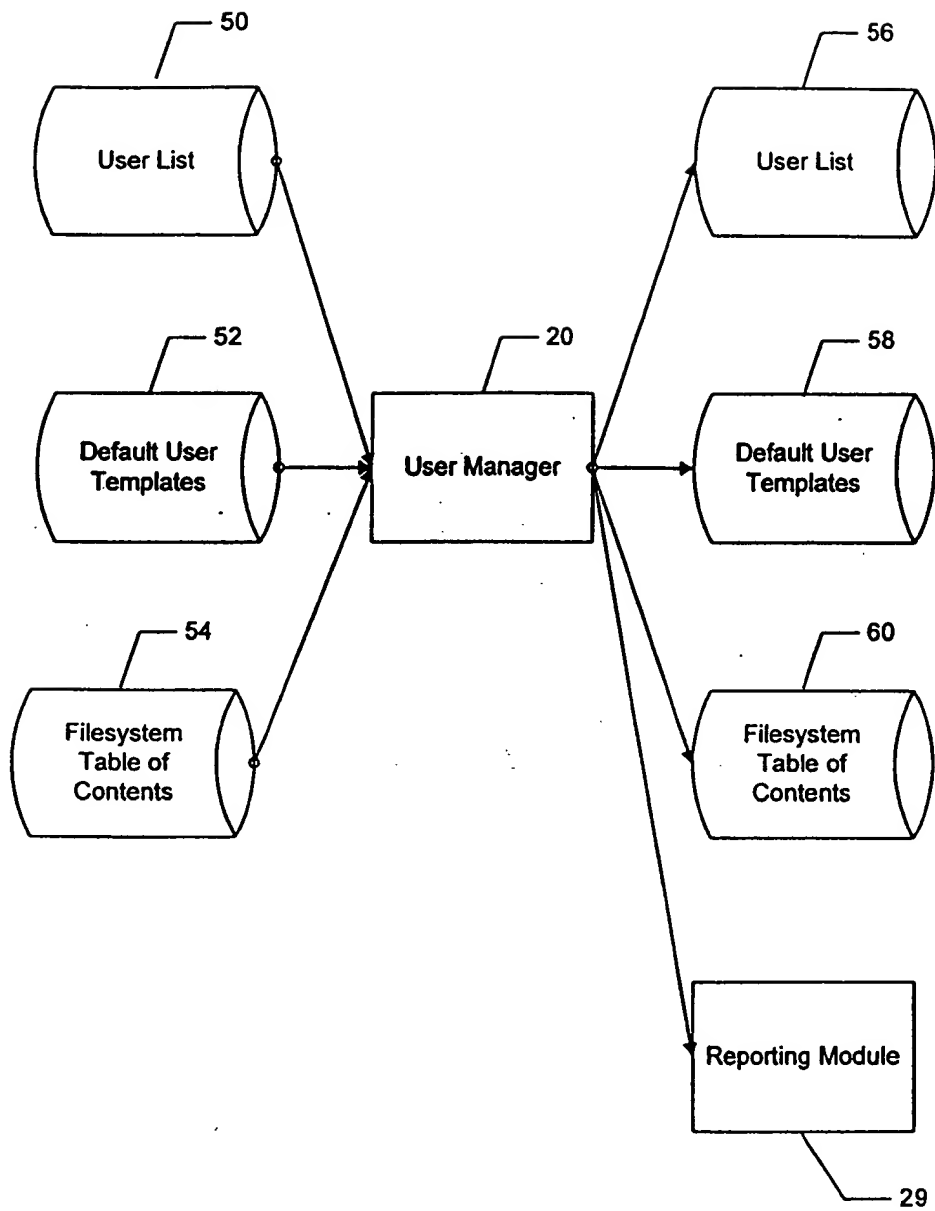 50
56
User List
User List
52
20
58
Default User
Templates
User Manager
Default User
Templates
54
60
Filesystem
Table of
Contents
Filesystem
Table of
Contents
Reporting Module
29